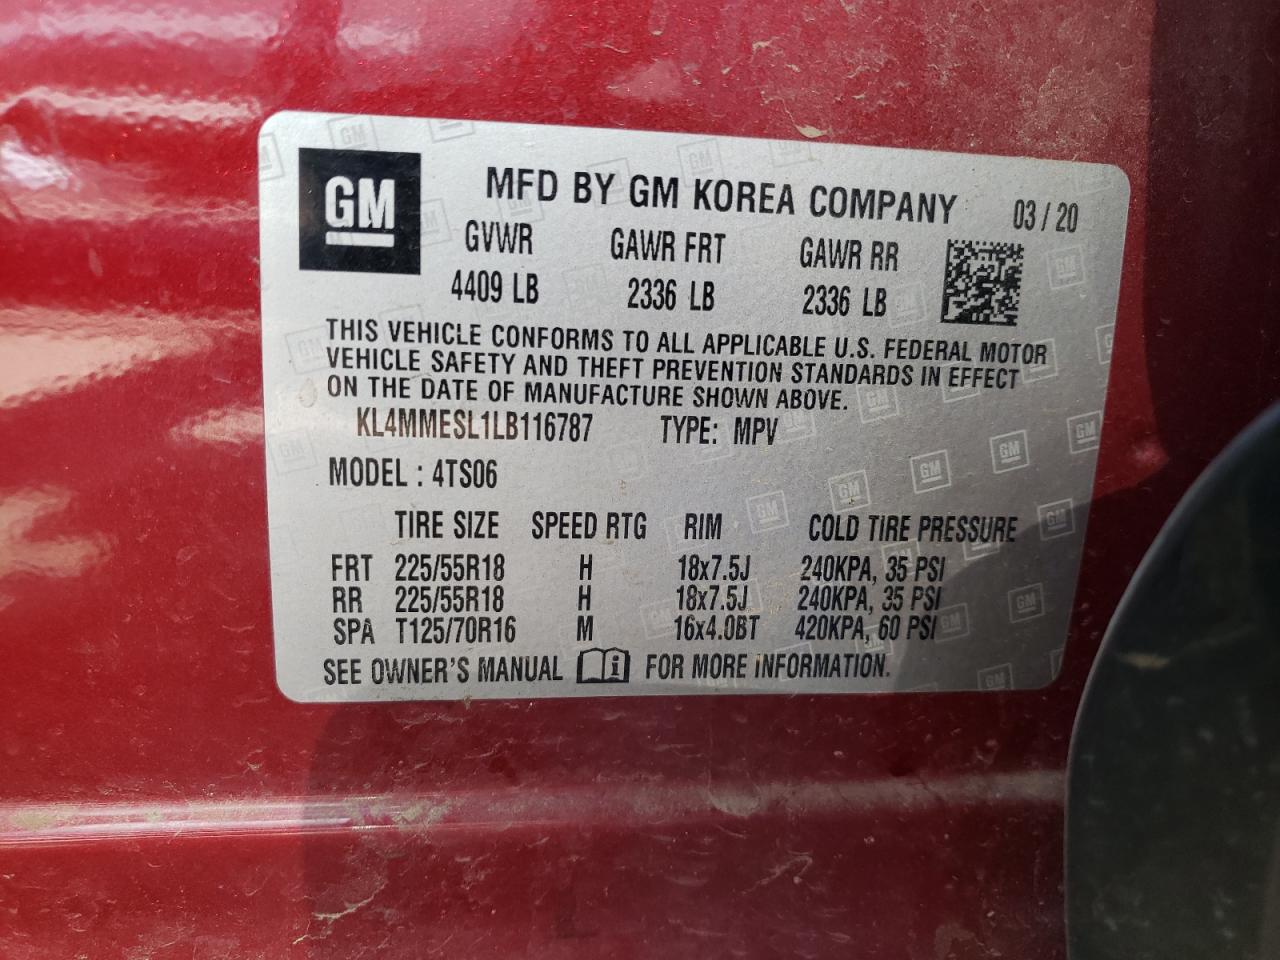 GM
MFD BY GM KOREA COMPANY 03 / 20
GVWR GAWR FRT GAWR RR
4409 LB 2336 LB 2336 LB
THIS VEHICLE CONFORMS TO ALL APPLICABLE U.S. FEDERAL MOTOR
VEHICLE SAFETY AND THEFT PREVENTION STANDARDS IN EFFECT
ON THE DATE OF MANUFACTURE SHOWN ABOVE.
KL4MMESL1LB116787 TYPE: MPV
MODEL : 4TS06
TIRE SIZE SPEED RTG RIM COLD TIRE PRESSURE
FRT 225/55R18 H 18x7.5J 240KPA, 35 PSI
RR 225/55R18 H 18x7.5J 240KPA, 35 PSI
SPA T125/70R16 M 16x4.0BT 420KPA, 60 PSI
SEE OWNER'S MANUAL i FOR MORE INFORMATION.